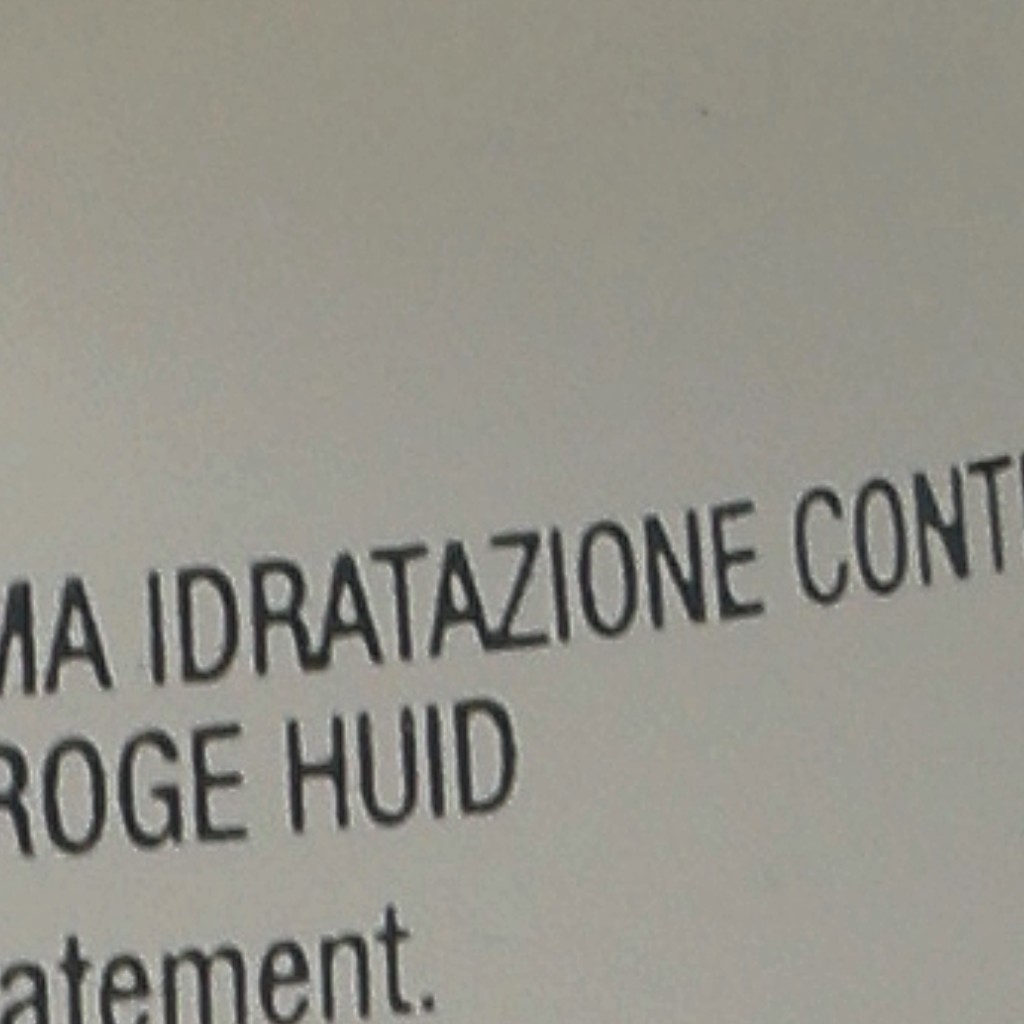 MA IDRATAZIONE CONT
ROGE HUID
atement.